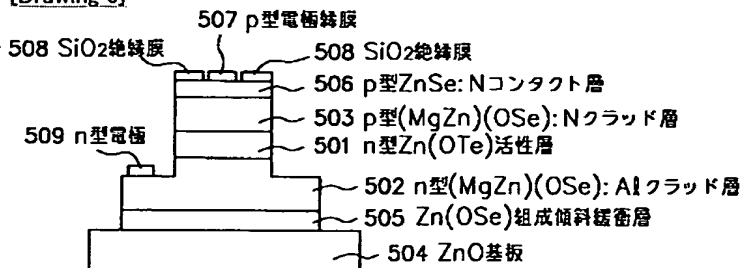 507 p型電極縁膜
508 SiO2絶縁膜
508 SiO2絶縁膜
506 p型ZnSe:Nコンタクト層
503 p型(MgZn)(OSe):Nクラッド層
509 n型電極
501 n型Zn(OTe)活性層
502 n型(MgZn)(OSe):Alクラッド層
505 Zn(OSe)組成傾斜緩衝層
504 ZnO基板